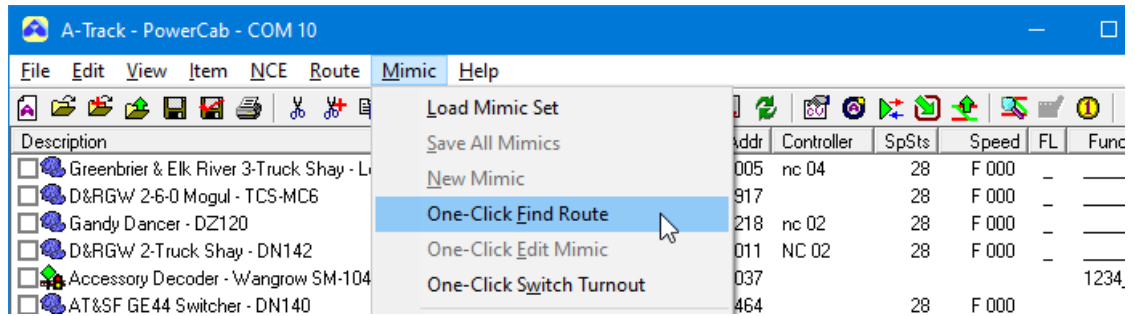 A-Track - PowerCab - COM 10
File Edit View Item NCE Route Mimic Help
Load Mimic Set
Save All Mimics
New Mimic
One-Click Find Route
One-Click Edit Mimic
One-Click Switch Turnout
Description Controller SpSts Speed FL
Greenbrier & Elk River 3-Truck Shay 005 nc 04 28 F 000 _
D&RGW 2-6-0 Mogul - TCS-MC6 917 28 F 000 _
Gandy Dancer - DZ120 218 nc 02 28 F 000 _
D&RGW 2-Truck Shay - DN142 011 NC 02 28 F 000 _
Accessory Decoder - Wangrow SM-104 037 1234_
AT&SF GE44 Switcher - DN140 464 28 F 000